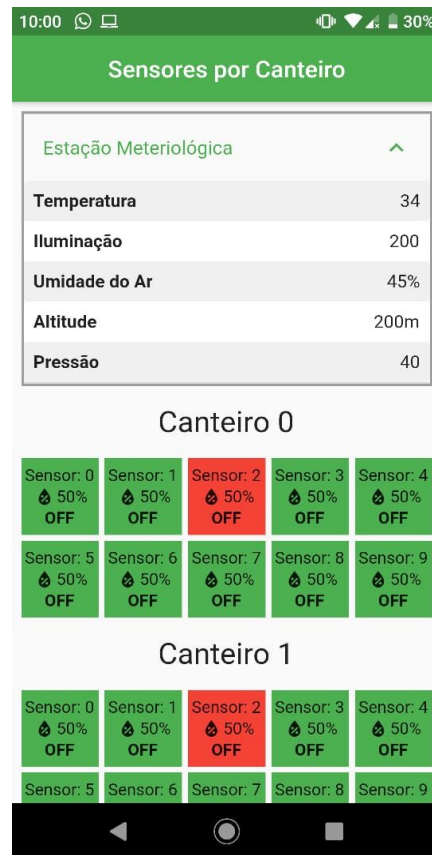 10:00 30%
Sensores por Canteiro
Estação Meteriológica
Temperatura 34
Iluminação 200
Umidade do Ar 45%
Altitude 200m
Pressão 40
Canteiro 0
Sensor: 0 Sensor: 1 Sensor: 2 Sensor: 3 Sensor: 4
50% 50% 50% 50% 50%
OFF OFF OFF OFF OFF
Sensor: 5 Sensor: 6 Sensor: 7 Sensor: 8 Sensor: 9
50% 50% 50% 50% 50%
OFF OFF OFF OFF OFF
Canteiro 1
Sensor: 0 Sensor: 1 Sensor: 2 Sensor: 3 Sensor: 4
50% 50% 50% 50% 50%
OFF OFF OFF OFF OFF
Sensor: 5 Sensor: 6 Sensor: 7 Sensor: 8 Sensor: 9